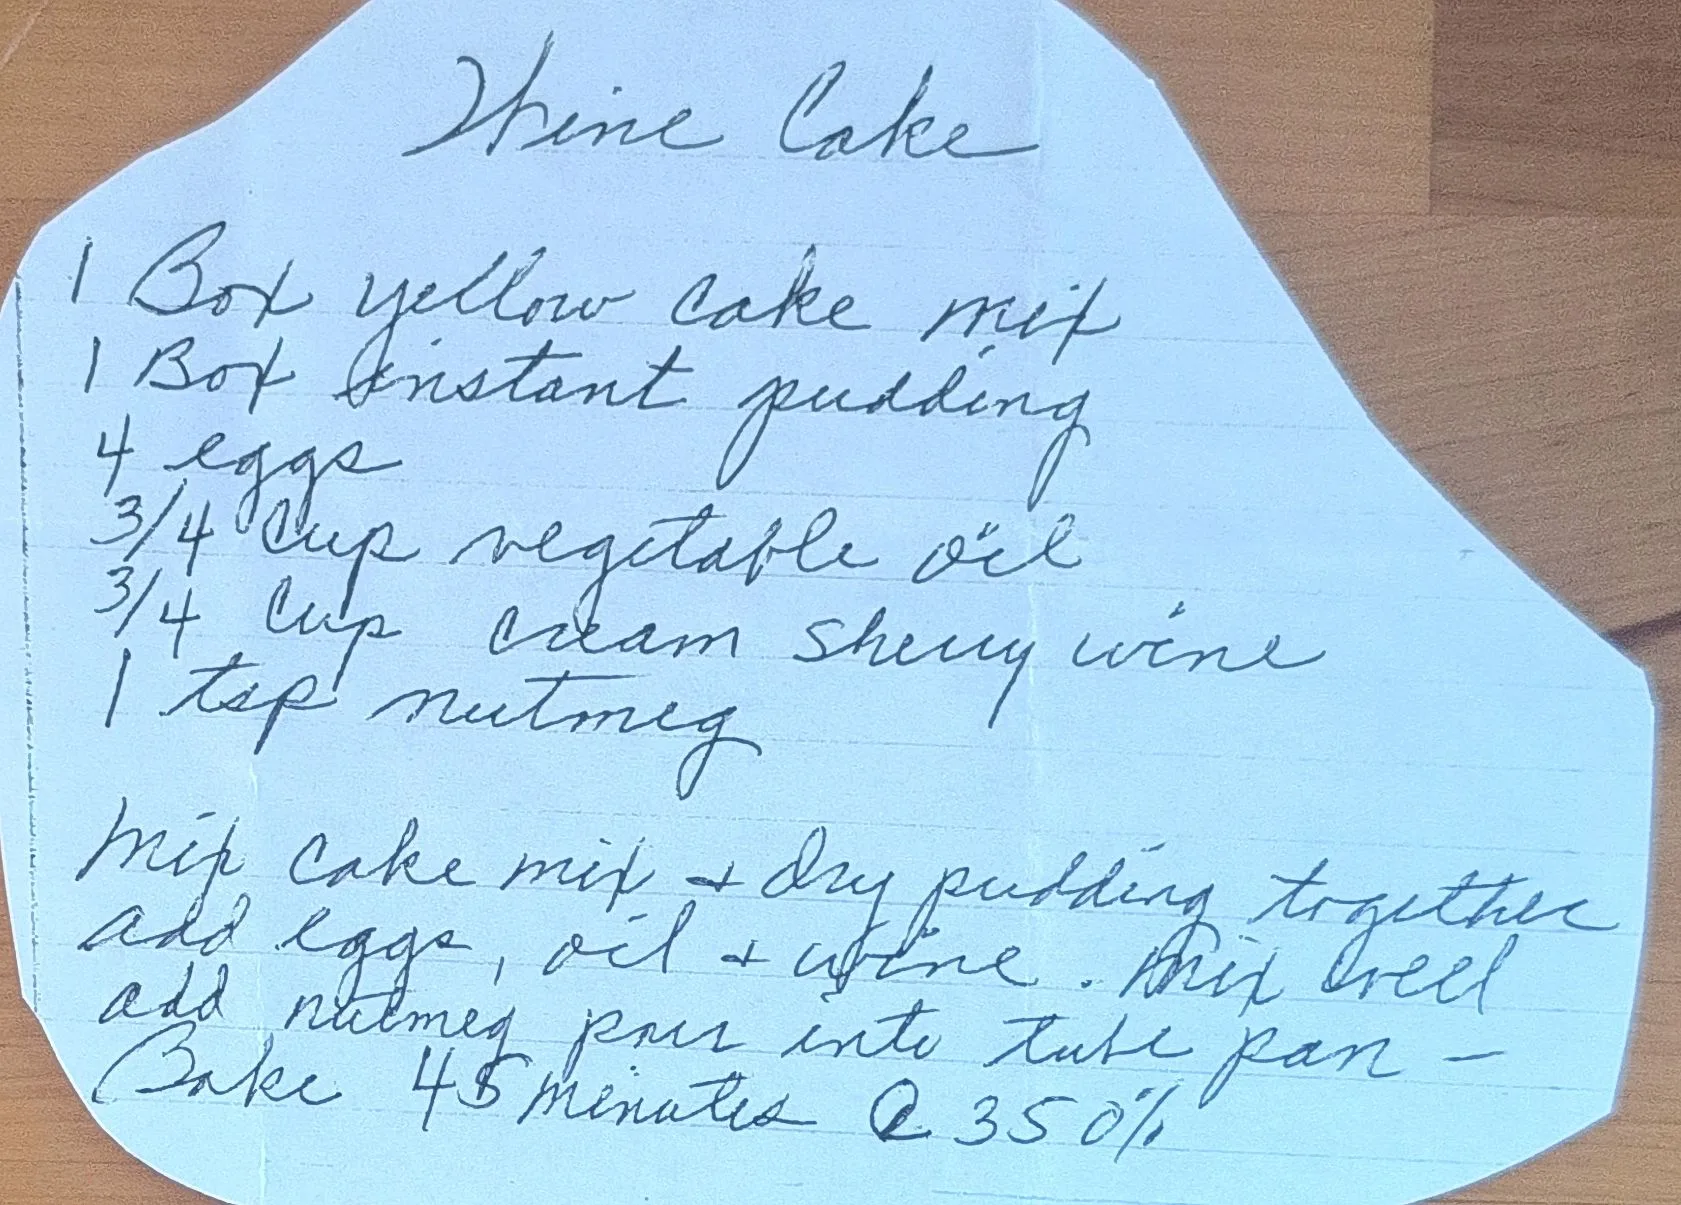 Wine Cake
1 Box yellow cake mix
1 Box instant pudding
4 eggs
3/4 Cup vegetable oil
3/4 Cup cream sherry wine
1 tsp nutmeg
Mix cake mix + dry pudding together
add eggs, oil + wine. Mix well
add nutmeg pour into tube pan -
Bake 45 minutes @ 350%